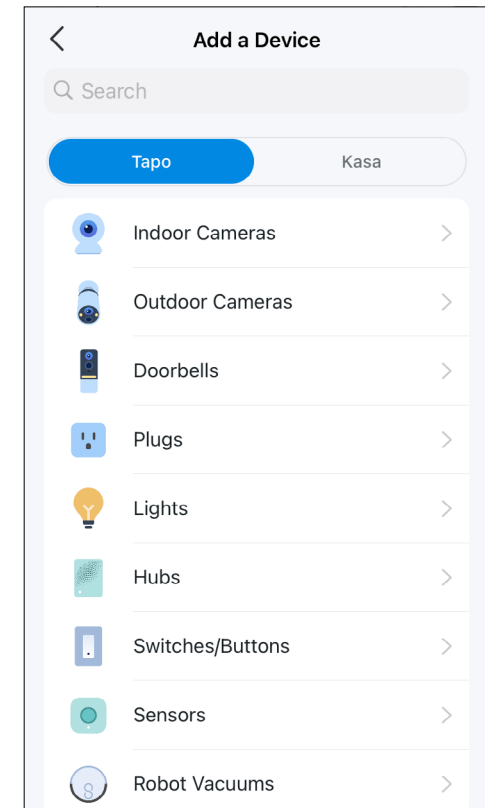 Add a Device
Search
Tapo
Kasa
Indoor Cameras
Outdoor Cameras
Doorbells
Plugs
Lights
Hubs
Switches/Buttons
Sensors
Robot Vacuums